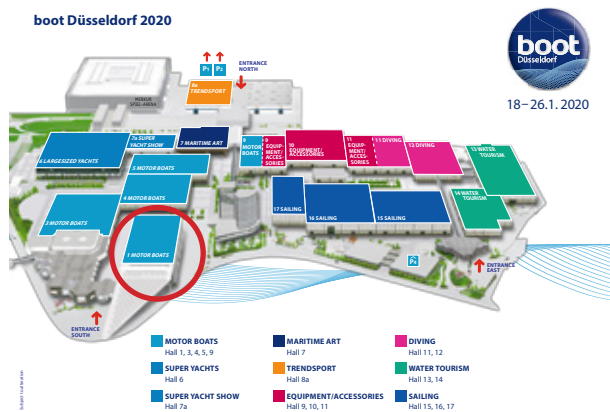 boot Düsseldorf 2020
boot
Düsseldorf
18–26.1.2020
P1 P2
ENTRANCE
NORTH
8a
TRENDSPORT
MERKUR
SPIEL-ARENA
7a SUPER
YACHT SHOW
7 MARITIME ART
6 LARGESIZED YACHTS
5 MOTOR BOATS
4 MOTOR BOATS
3 MOTOR BOATS
1 MOTOR BOATS
9
MOTOR
BOATS
9
EQUIP-
MENT/
ACCES-
SORIES
10
EQUIPMENT/
ACCESSORIES
11
EQUIP-
MENT/
ACCES-
SORIES
11 DIVING
12 DIVING
13 WATER
TOURISM
14 WATER
TOURISM
17 SAILING
16 SAILING
15 SAILING
ENTRANCE
EAST
ENTRANCE
SOUTH
MOTOR BOATS
Hall 1, 3, 4, 5, 9
MARITIME ART
Hall 7
DIVING
Hall 11, 12
SUPER YACHTS
Hall 6
TRENDSPORT
Hall 8a
WATER TOURISM
Hall 13, 14
SUPER YACHT SHOW
Hall 7a
EQUIPMENT/ACCESSORIES
Hall 9, 10, 11
SAILING
Hall 15, 16, 17